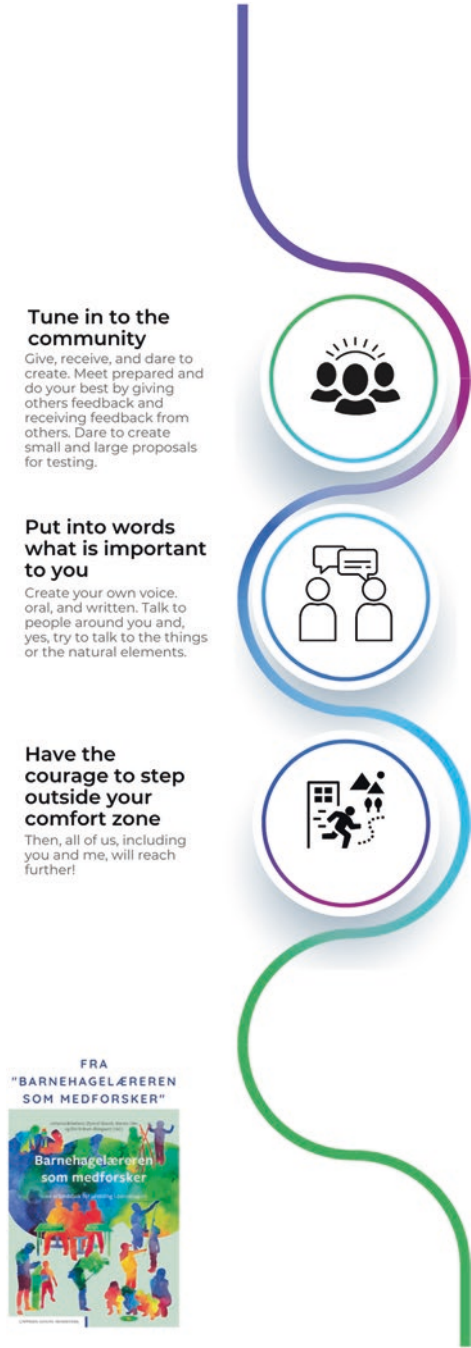 Tune in to the
community
Give, receive, and dare to
create. Meet prepared and
do your best by giving
others feedback and
receiving feedback from
others. Dare to create
small and large proposals
for testing.
Put into words
what is important
to you
Create your own voice.
oral, and written. Talk to
people around you and,
yes, try to talk to the things
or the natural elements.
Have the
courage to step
outside your
comfort zone
Then, all of us, including
you and me, will reach
further!
FRA
"BARNEHAGELÆREREN
SOM MEDFORSKER"
Barnehagelæreren
som medforsker